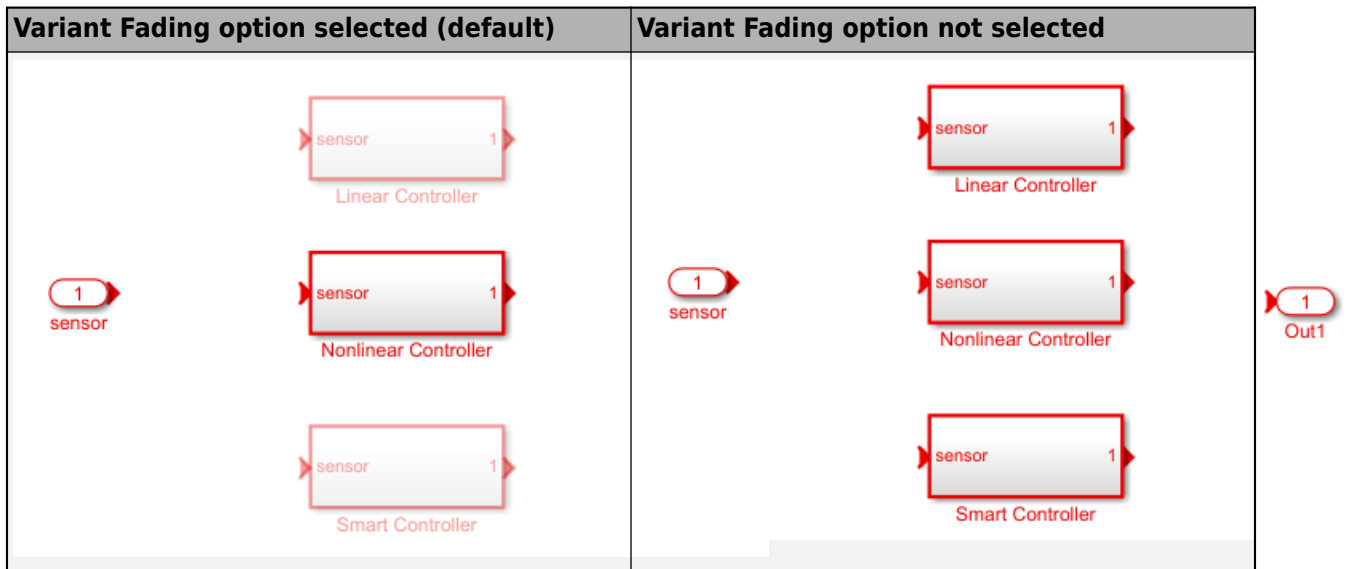 Variant Fading option selected (default)
Variant Fading option not selected
sensor 1
Linear Controller
1
sensor
sensor 1
Nonlinear Controller
sensor 1
Smart Controller
sensor 1
Linear Controller
1
sensor
sensor 1
Nonlinear Controller
sensor 1
Smart Controller
1
Out1